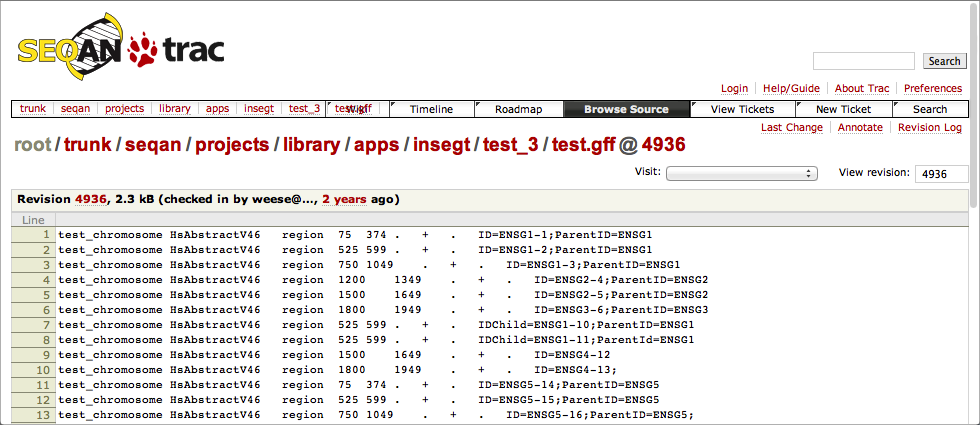 SEQAN trac
Search
Login Help/Guide About Trac Preferences
trunk seqan projects library apps insegt test_3 test.gff Wiki Timeline Roadmap Browse Source View Tickets New Ticket Search
Last Change Annotate Revision Log
root/trunk/seqan/projects/library/apps/insegt/test_3/test.gff @ 4936
Visit: View revision: 4936
Revision 4936, 2.3 kB (checked in by weese@..., 2 years ago)
Line
1 test_chromosome HsAbstractV46 region 75 374 . + . ID=ENSG1-1;ParentID=ENSG1
2 test_chromosome HsAbstractV46 region 525 599 . + . ID=ENSG1-2;ParentID=ENSG1
3 test_chromosome HsAbstractV46 region 750 1049 . + . ID=ENSG1-3;ParentID=ENSG1
4 test_chromosome HsAbstractV46 region 1200 1349 . + . ID=ENSG2-4;ParentID=ENSG2
5 test_chromosome HsAbstractV46 region 1500 1649 . + . ID=ENSG2-5;ParentID=ENSG2
6 test_chromosome HsAbstractV46 region 1800 1949 . + . ID=ENSG3-6;ParentID=ENSG3
7 test_chromosome HsAbstractV46 region 525 599 . + . IDChild=ENSG1-10;ParentID=ENSG1
8 test_chromosome HsAbstractV46 region 525 599 . + . IDChild=ENSG1-11;ParentId=ENSG1
9 test_chromosome HsAbstractV46 region 1500 1649 . + . ID=ENSG4-12
10 test_chromosome HsAbstractV46 region 1800 1949 . + . ID=ENSG4-13;
11 test_chromosome HsAbstractV46 region 75 374 . + . ID=ENSG5-14;ParentID=ENSG5
12 test_chromosome HsAbstractV46 region 525 599 . + . ID=ENSG5-15;ParentID=ENSG5
13 test_chromosome HsAbstractV46 region 750 1049 . + . ID=ENSG5-16;ParentID=ENSG5;